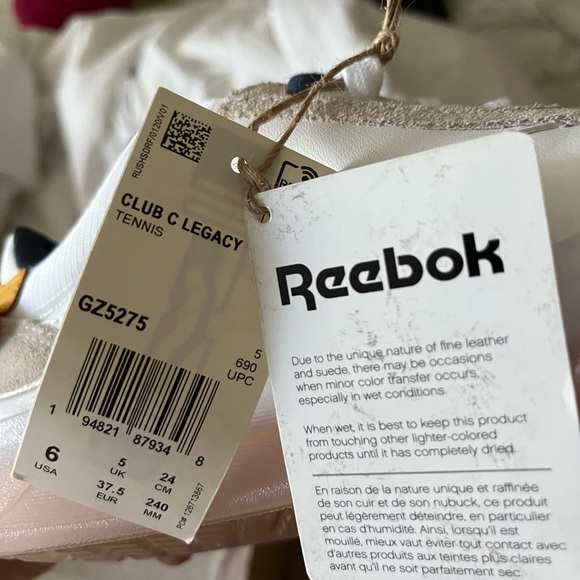 RUSHSDRF/0120/V01
CLUB C LEGACY
TENNIS
GZ5275
5
690
UPC
1 94821 87934 8
6
USA
5
UK
37.5
EUR
24
CM
240
MM
PO# 126713867
Reebok
Due to the unique nature of fine leather
and suede, there may be occasions
when minor color transfer occurs,
especially in wet conditions.
When wet, it is best to keep this product
from touching other lighter-colored
products until it has completely dried.
En raison de la nature unique et raffinée
de son cuir et de son nubuck, ce produit
peut légèrement déteindre, en particulier
en cas d'humidité. Ainsi, lorsqu'il est
mouillé, mieux vaut éviter tout contact avec
d'autres produits aux teintes plus claires
avant qu'il ne soit parfaitement sec.